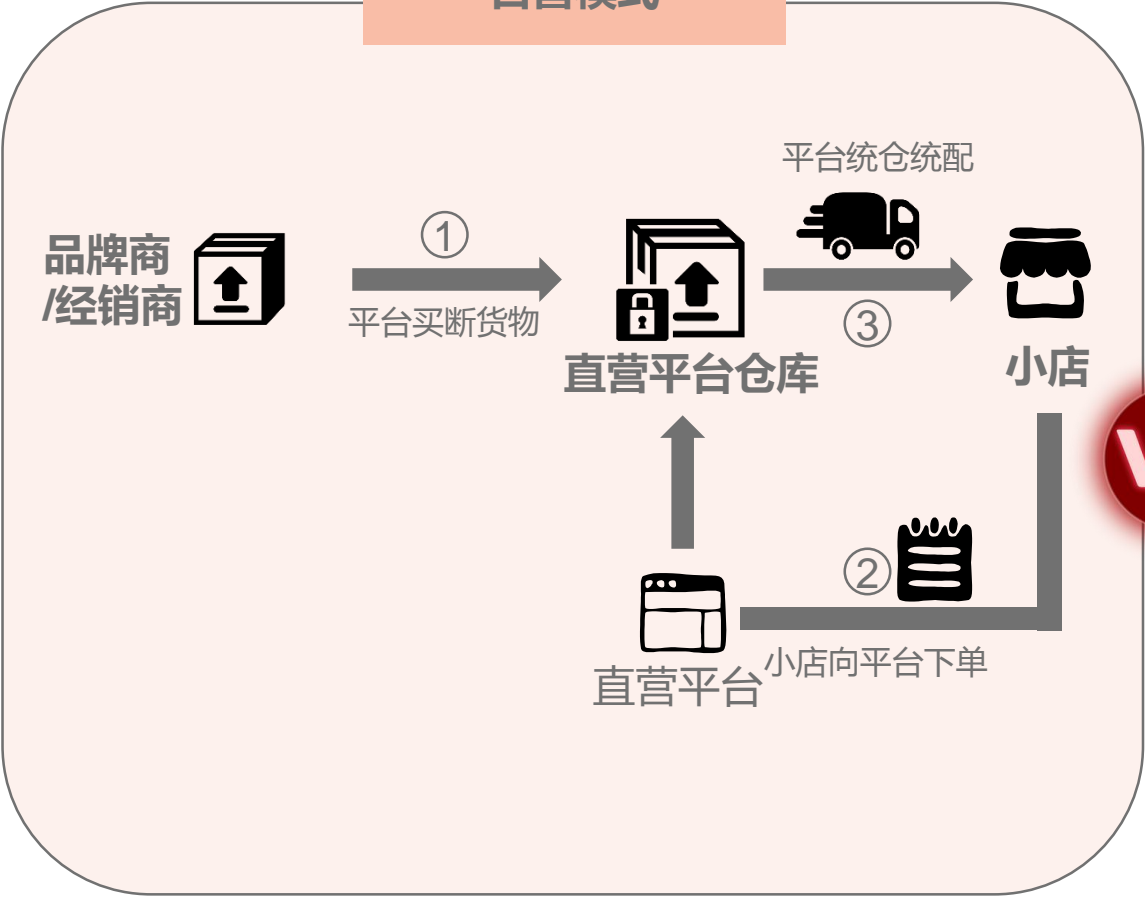 平台统仓统配
品牌商
/经销商
①
平台买断货物
③
直营平台仓库
小店
②
小店向平台下单
直营平台